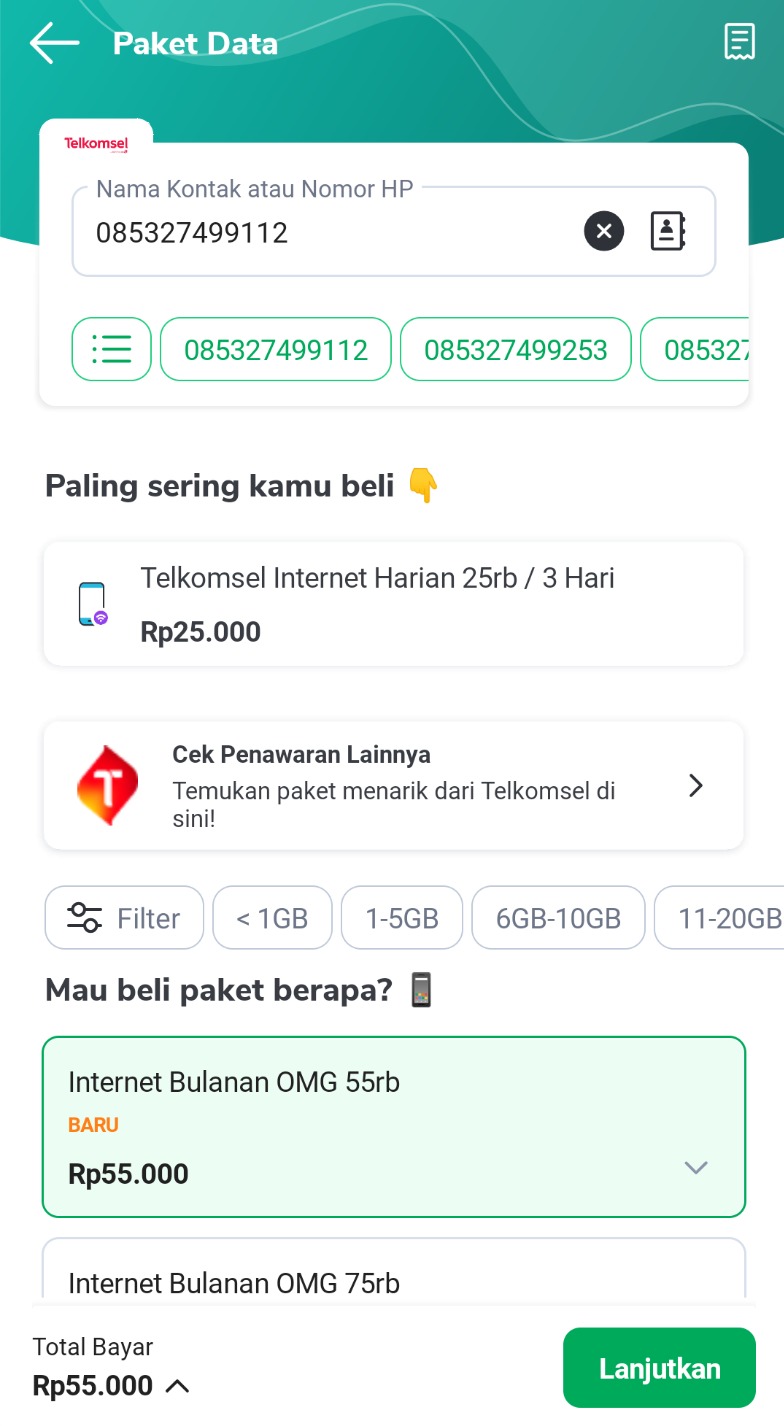 Paket Data
Telkomsel
Nama Kontak atau Nomor HP
085327499112
085327499112
085327499253
085327
Paling sering kamu beli 👇
Telkomsel Internet Harian 25rb / 3 Hari
Rp25.000
Cek Penawaran Lainnya
Temukan paket menarik dari Telkomsel di
sini!
Filter
< 1GB
1-5GB
6GB-10GB
11-20GB
Mau beli paket berapa? 📱
Internet Bulanan OMG 55rb
BARU
Rp55.000
Internet Bulanan OMG 75rb
Total Bayar
Rp55.000
Lanjutkan